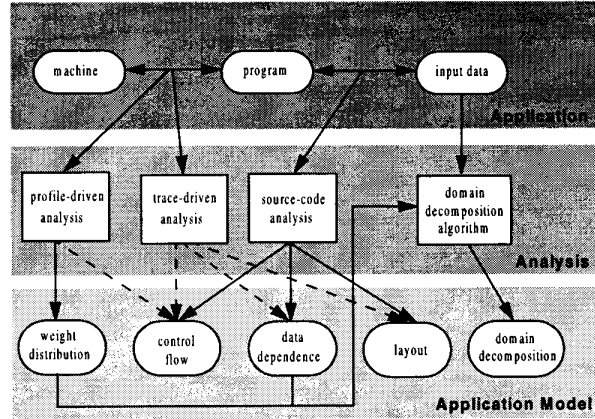 machine
program
input data
Application
profile-driven
analysis
trace-driven
analysis
source-code
analysis
domain
decomposition
algorithm
Analysis
weight
distribution
control
flow
data
dependence
layout
domain
decomposition
Application Model